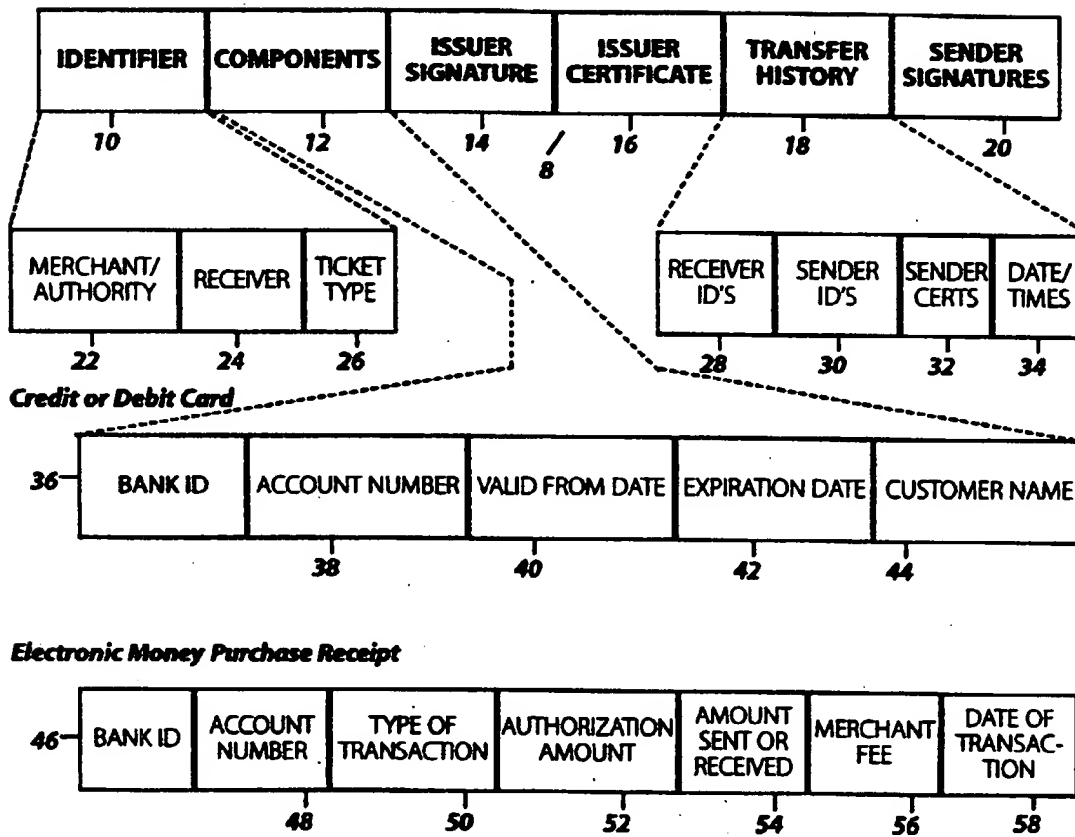 IDENTIFIER
COMPONENTS
ISSUER
SIGNATURE
ISSUER
CERTIFICATE
TRANSFER
HISTORY
SENDER
SIGNATURES
10
12
14
8
16
18
20
MERCHANT/
AUTHORITY
RECEIVER
TICKET
TYPE
RECEIVER
ID'S
SENDER
ID'S
SENDER
CERTS
DATE/
TIMES
22
24
26
28
30
32
34
Credit or Debit Card
36
BANK ID
ACCOUNT NUMBER
VALID FROM DATE
EXPIRATION DATE
CUSTOMER NAME
38
40
42
44
Electronic Money Purchase Receipt
46
BANK ID
ACCOUNT
NUMBER
TYPE OF
TRANSACTION
AUTHORIZATION
AMOUNT
AMOUNT
SENT OR
RECEIVED
MERCHANT
FEE
DATE OF
TRANSAC-
TION
48
50
52
54
56
58